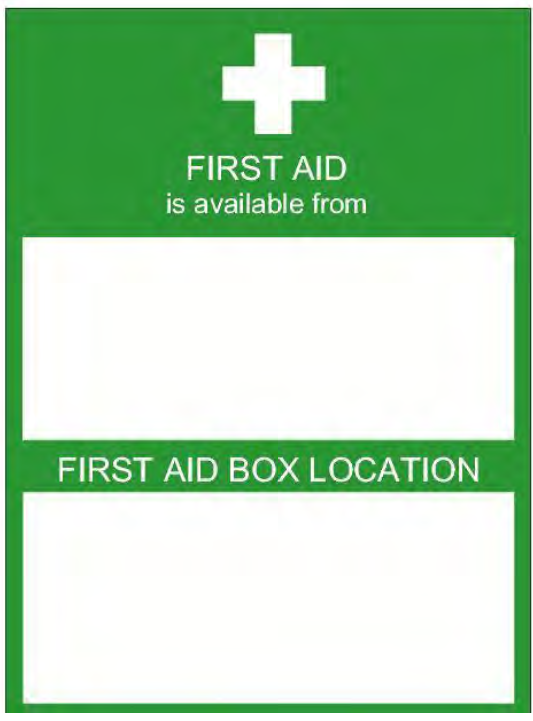 FIRST AID
is available from
FIRST AID BOX LOCATION